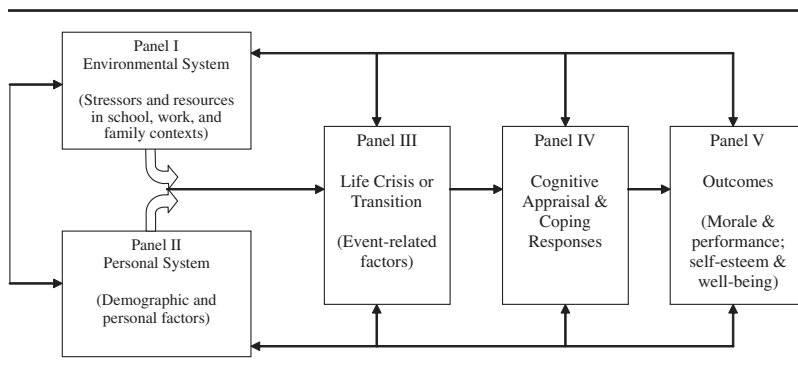 Panel I
Environmental System
(Stressors and resources
in school, work, and
family contexts)
Panel II
Personal System
(Demographic and
personal factors)
Panel III
Life Crisis or
Transition
(Event-related
factors)
Panel IV
Cognitive
Appraisal &
Coping
Responses
Panel V
Outcomes
(Morale &
performance;
self-esteem &
well-being)